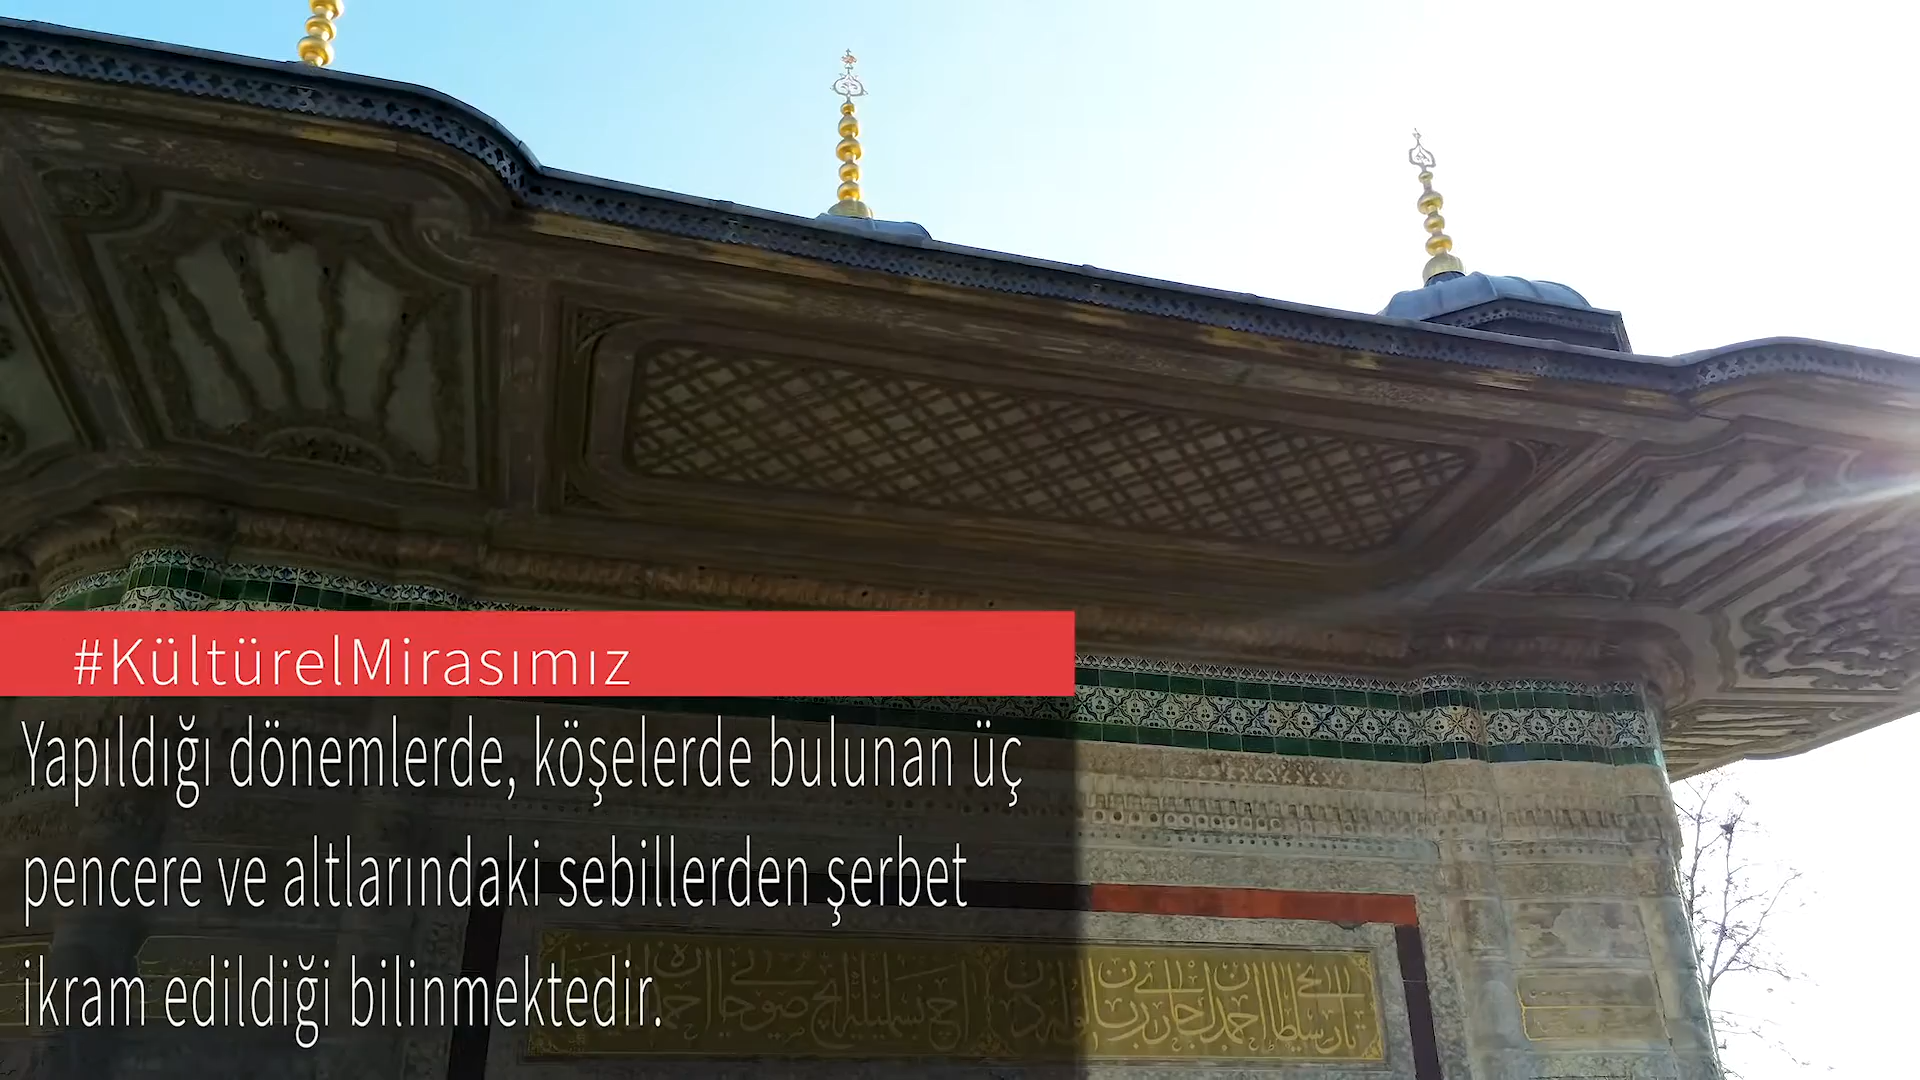 #KültürelMirasımız
Yapıldığı dönemlerde, köşelerde bulunan üç
pencere ve altlarındaki sebillerden şerbet
ikram edildiği bilinmektedir.